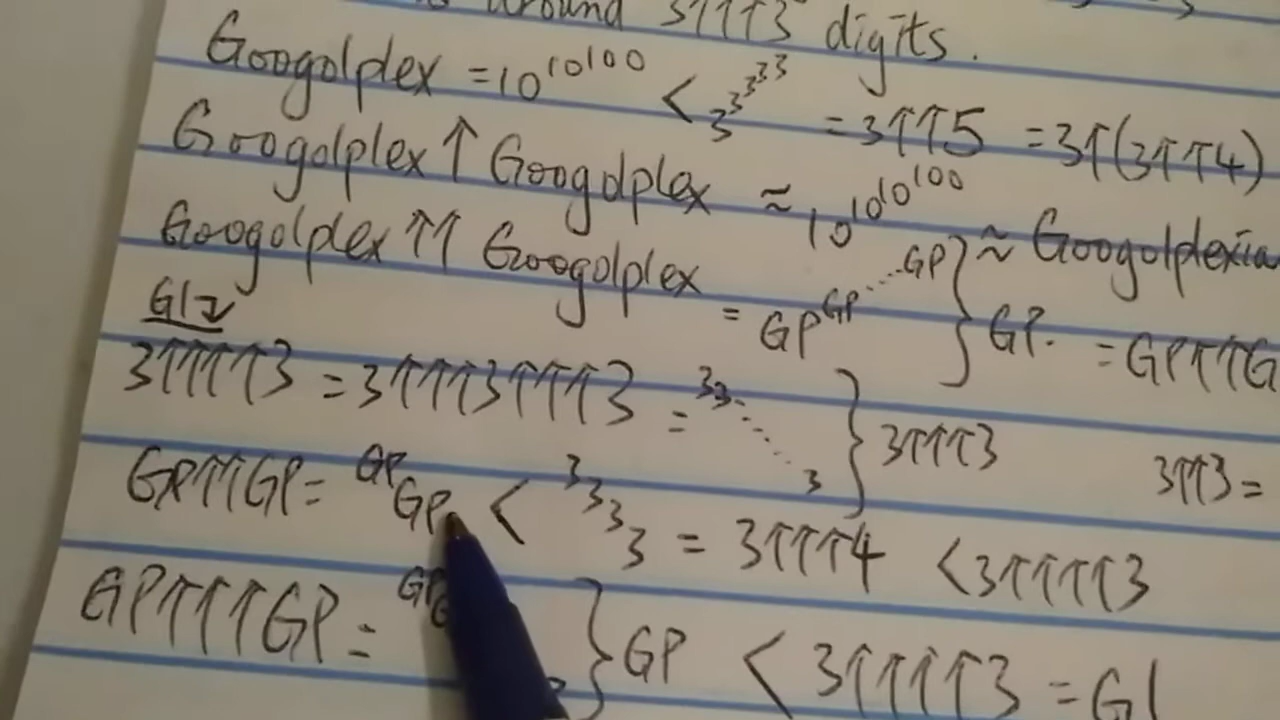 around 3↑↑↑3 digits.
Googolplex = 10^10^100 < 3^3^3^3^3 = 3↑↑5 = 3↑(3↑↑4)
Googolplex ↑ Googolplex ≈ 10^10^10^100 ≈ Googolplexia
Googolplex ↑↑ Googolplex = GP^GP^...^GP } GP. = GP↑↑G
G1
3↑↑↑↑3 = 3↑↑↑3↑↑↑3 = 3 3 ... 3 } 3↑↑↑3 3↑↑3 =
GP↑↑GP = ^GP GP < 3 3 3 3 = 3↑↑↑4 < 3↑↑↑↑3
GP↑↑↑GP = GP } GP < 3↑↑↑↑3 = G1